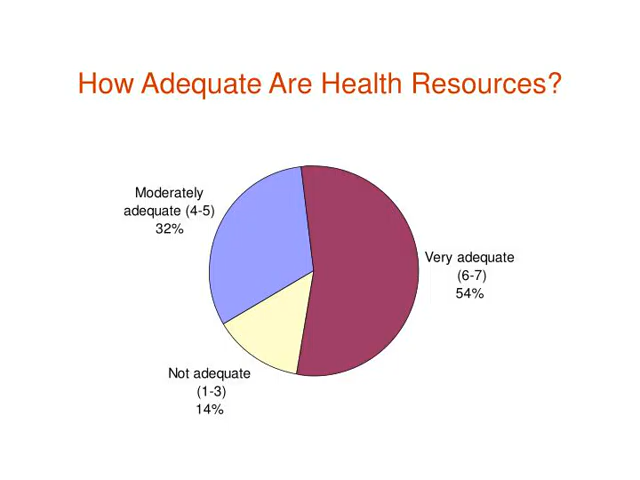 How Adequate Are Health Resources?
Moderately
adequate (4-5)
32%
Very adequate
(6-7)
54%
Not adequate
(1-3)
14%